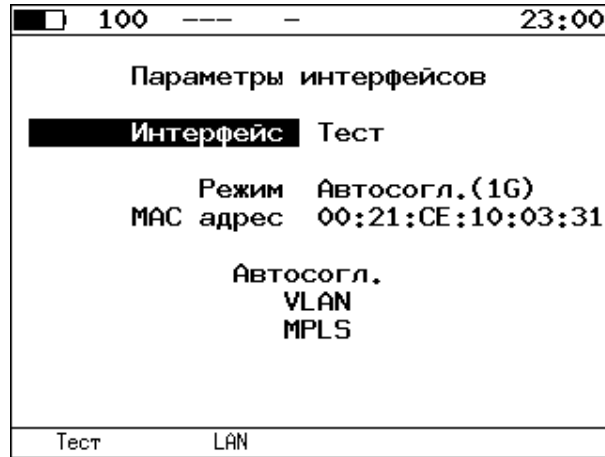 100 --- - 23:00
Параметры интерфейсов
Интерфейс Тест
Режим Автосогл.(1G)
MAC адрес 00:21:CE:10:03:31
Автосогл.
VLAN
MPLS
Тест LAN